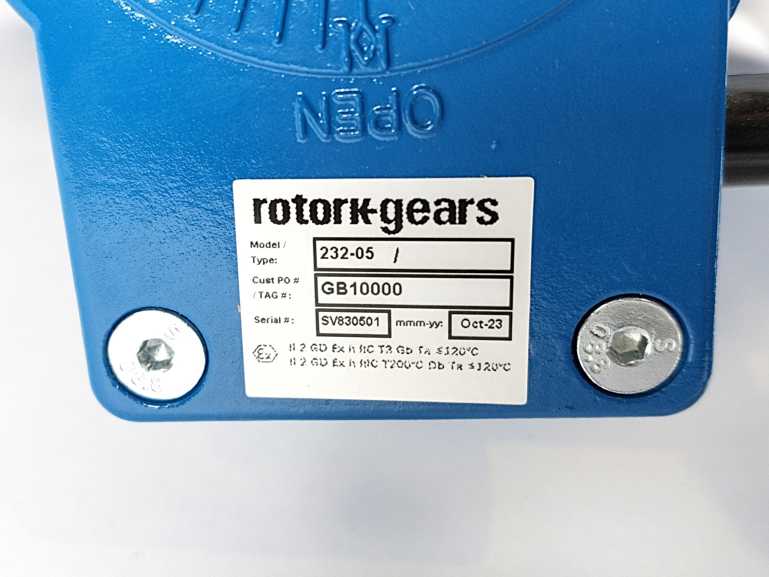 OPEN
rotork gears
Model / Type: 232-05 /
Cust PO # / TAG #: GB10000
Serial #: SV830501 mmm-yy: Oct-23
Ex II 2 GD Ex h IIC T3 Gb Ta ≤120°C
II 2 GD Ex h IIIC T200°C Db Ta ≤120°C